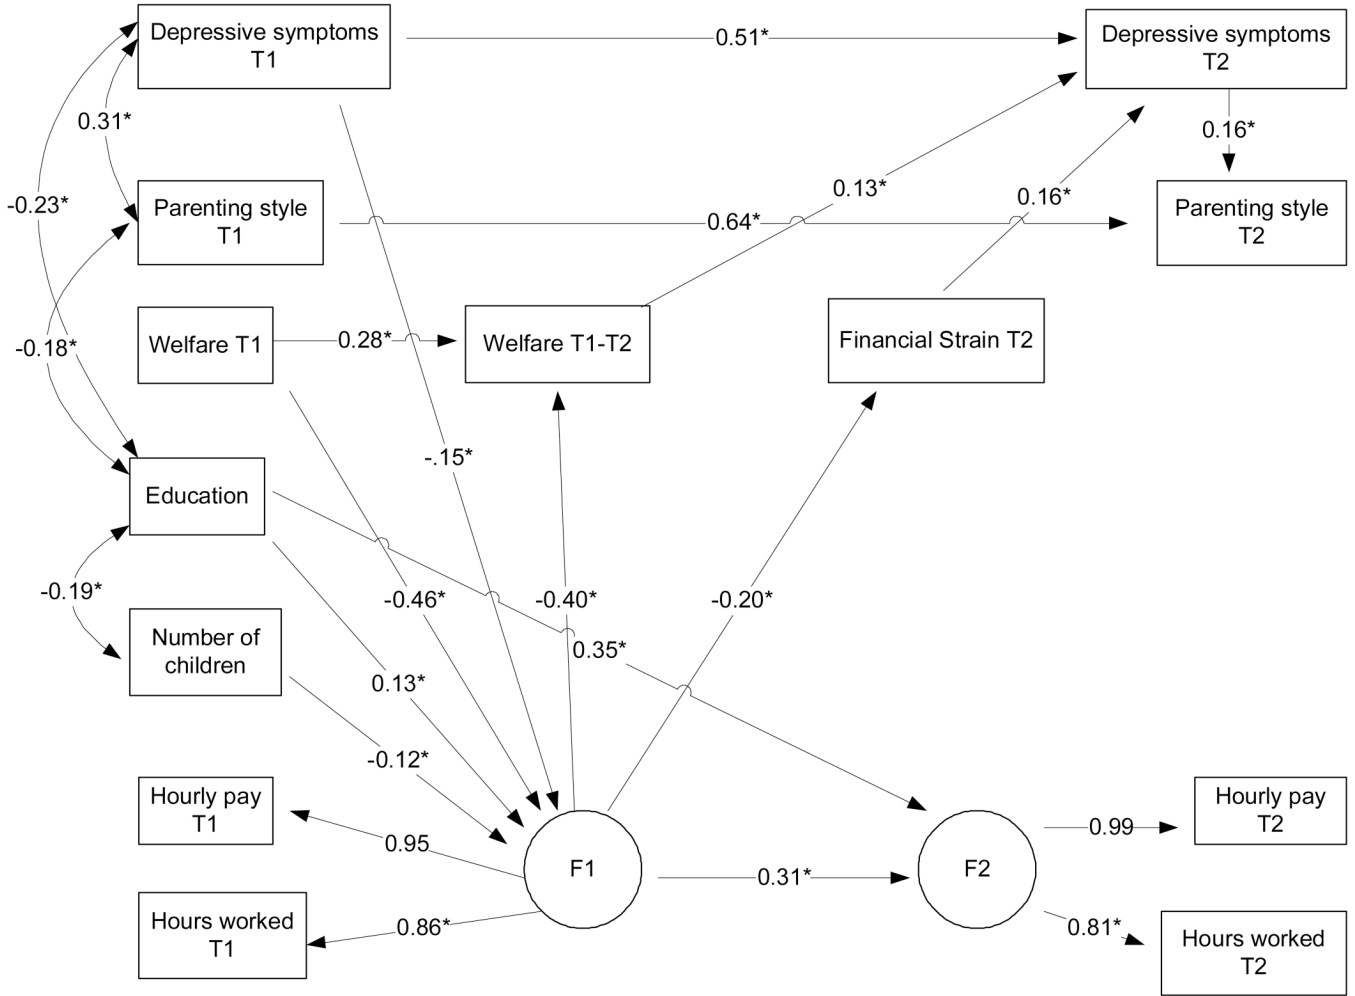 Depressive symptoms
T1
0.51*
Depressive symptoms
T2
0.31*
0.16*
-0.23*
Parenting style
T1
0.64*
0.13*
0.16*
Parenting style
T2
Welfare T1
0.28*
Welfare T1-T2
Financial Strain T2
-0.18*
-.15*
Education
-0.19*
-0.46*
-0.40*
-0.20*
Number of
children
0.35*
0.13*
-0.12*
Hourly pay
T1
0.95
F1
0.31*
F2
0.99
Hourly pay
T2
Hours worked
T1
0.86*
0.81*
Hours worked
T2